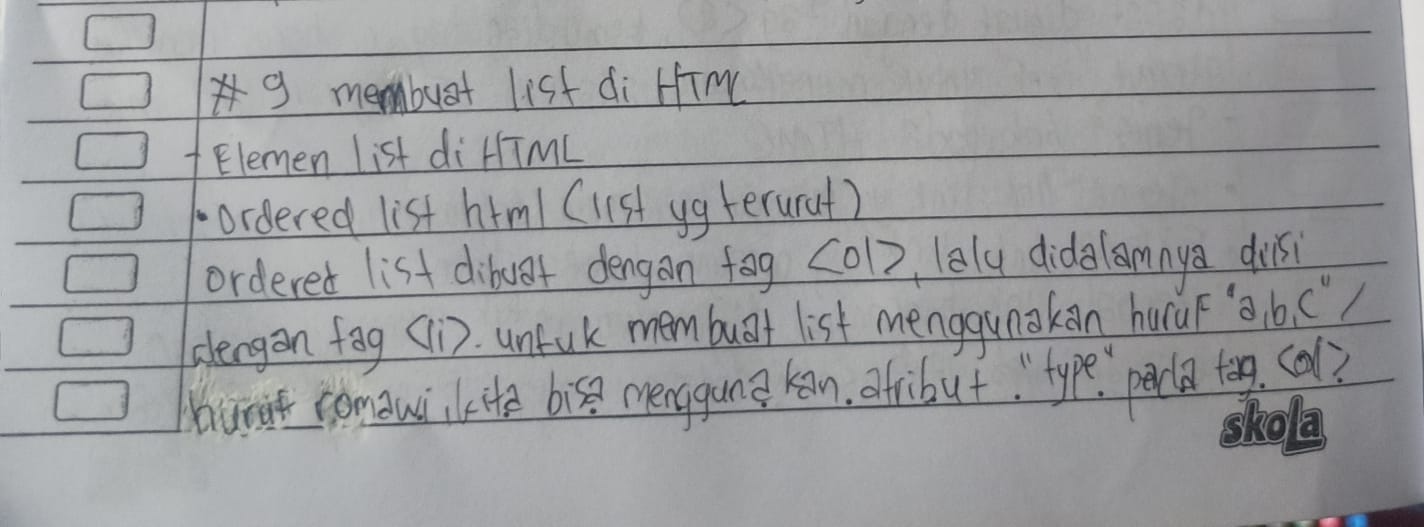 # 9 membuat list di HTML
+ Elemen list di HTML
• ordered list html (list yg terurut)
orderet list dibuat dengan tag <ol>, lalu didalamnya diisi
dengan tag <li>. untuk membuat list menggunakan huruf "a,b,c" /
huruf romawi, kita bisa menggunakan. atribut. "type" pada tag. <ol>
skola